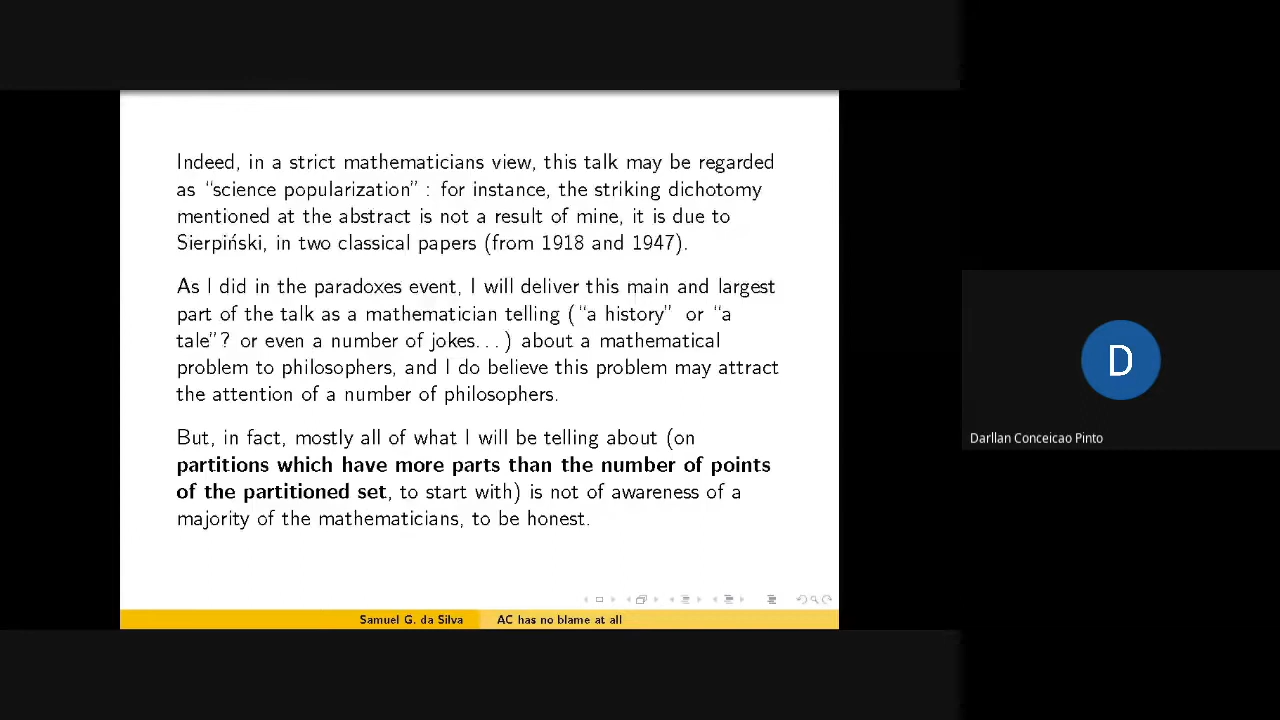 Indeed, in a strict mathematicians view, this talk may be regarded
as “science popularization” : for instance, the striking dichotomy
mentioned at the abstract is not a result of mine, it is due to
Sierpiński, in two classical papers (from 1918 and 1947).
As I did in the paradoxes event, I will deliver this main and largest
part of the talk as a mathematician telling (“a history” or “a
tale”? or even a number of jokes...) about a mathematical
problem to philosophers, and I do believe this problem may attract
the attention of a number of philosophers.
But, in fact, mostly all of what I will be telling about (on
partitions which have more parts than the number of points
of the partitioned set, to start with) is not of awareness of a
majority of the mathematicians, to be honest.
Samuel G. da Silva AC has no blame at all
D
Darllan Conceicao Pinto